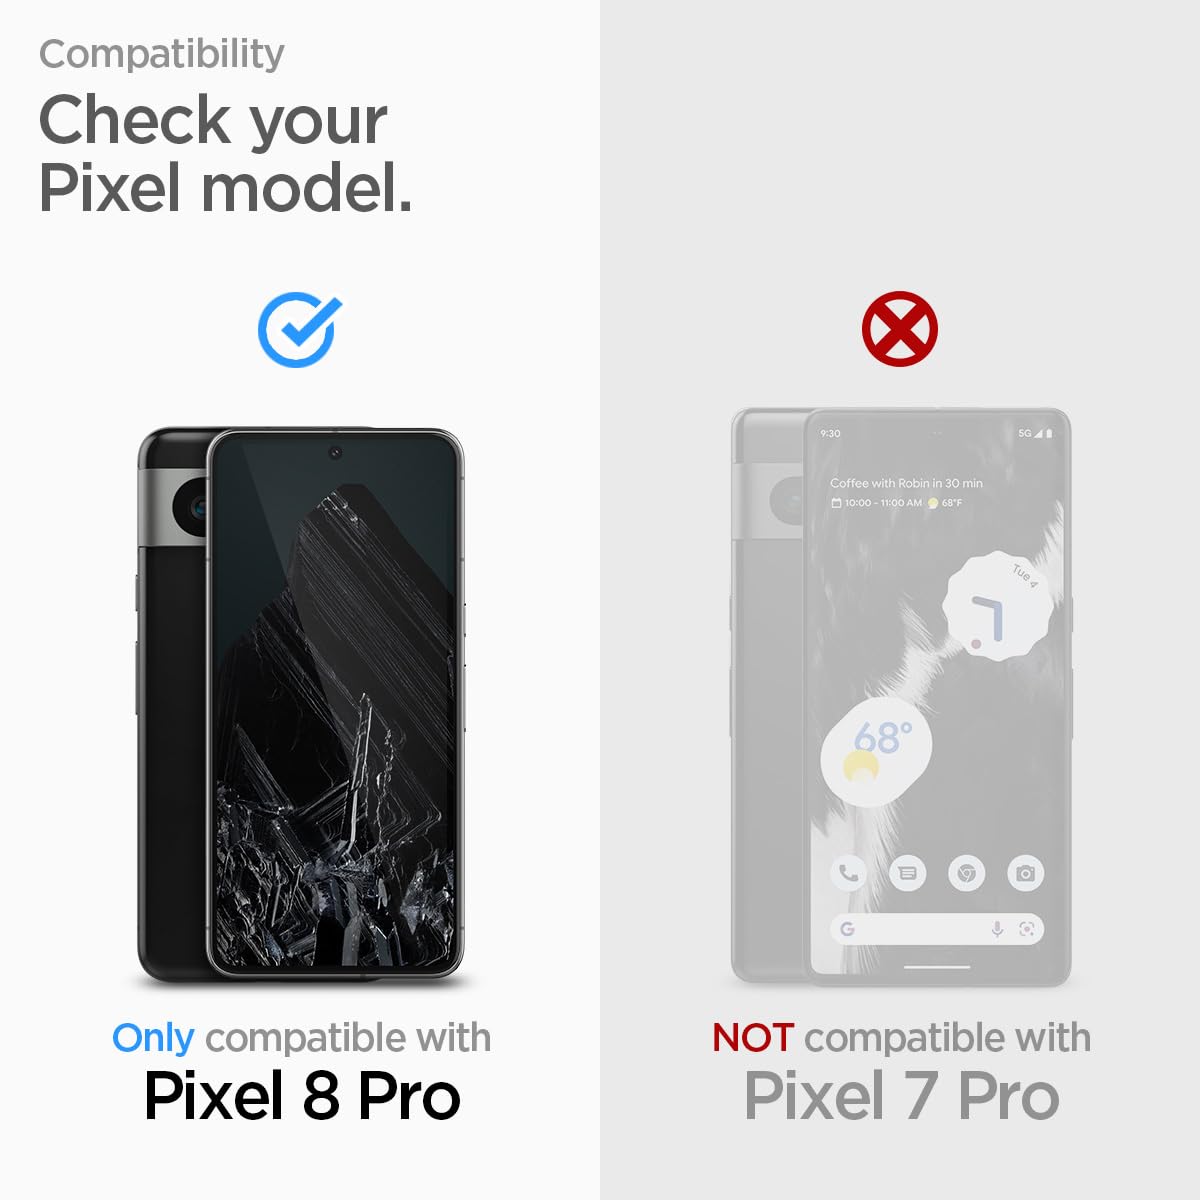 Compatibility
Check your
Pixel model.
9:30
5G
Coffee with Robin in 30 min
10:00 – 11:00 AM 68°F
Tue 4
68°
G
Only compatible with
Pixel 8 Pro
NOT compatible with
Pixel 7 Pro